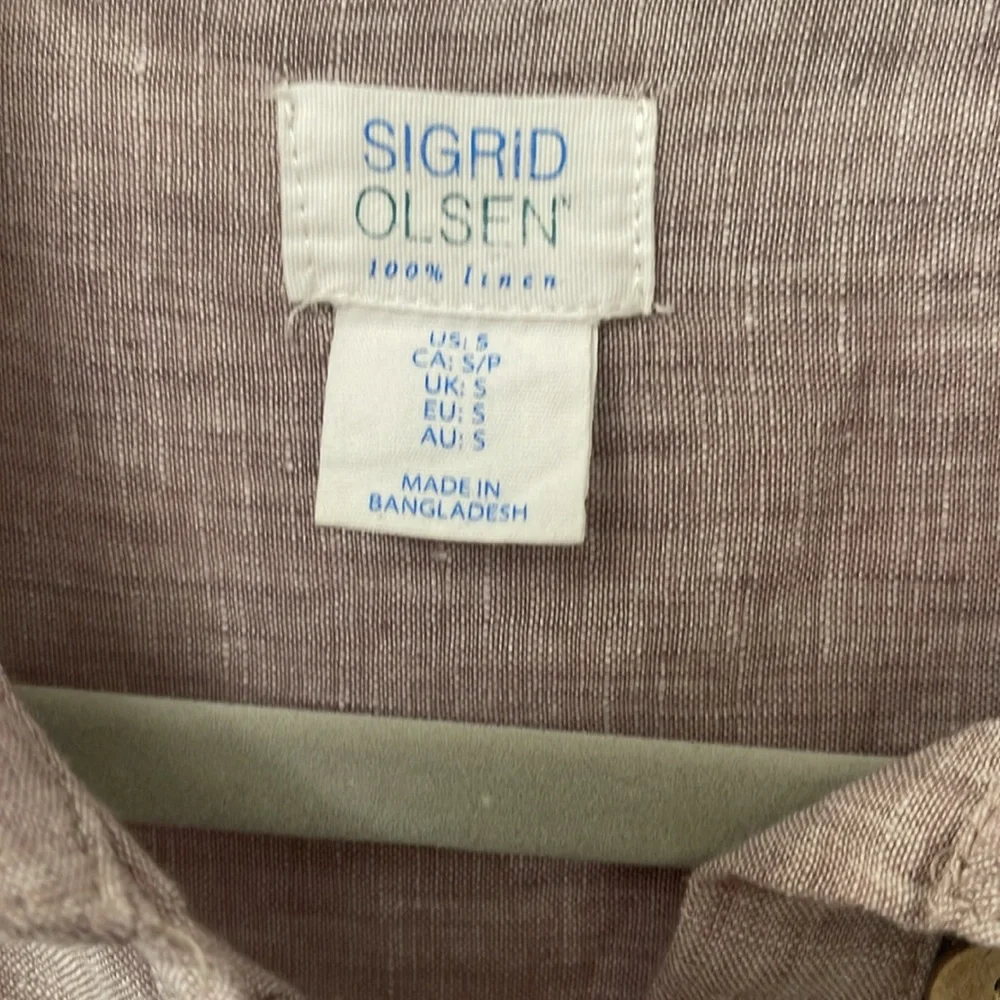 SIGRiD
OLSEN
100% linen
US: S
CA: S/P
UK: S
EU: S
AU: S
MADE IN
BANGLADESH